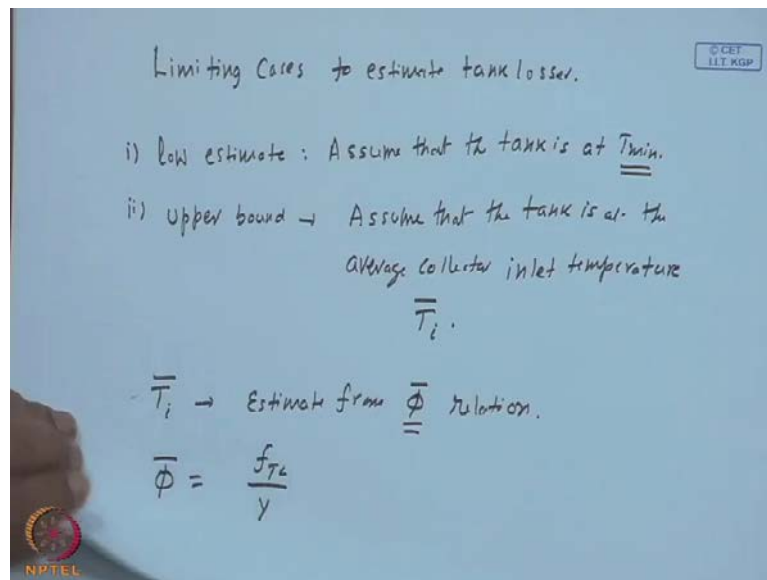 Limiting Cases to estimate tank losses.
© CET
I.I.T. KGP
i) low estimate : Assume that the tank is at Tmin.
ii) Upper bound → Assume that the tank is at the
average collector inlet temperature
T̅i .
T̅i → Estimate from Φ̅ relation.
Φ̅ = fTL / Y
NPTEL